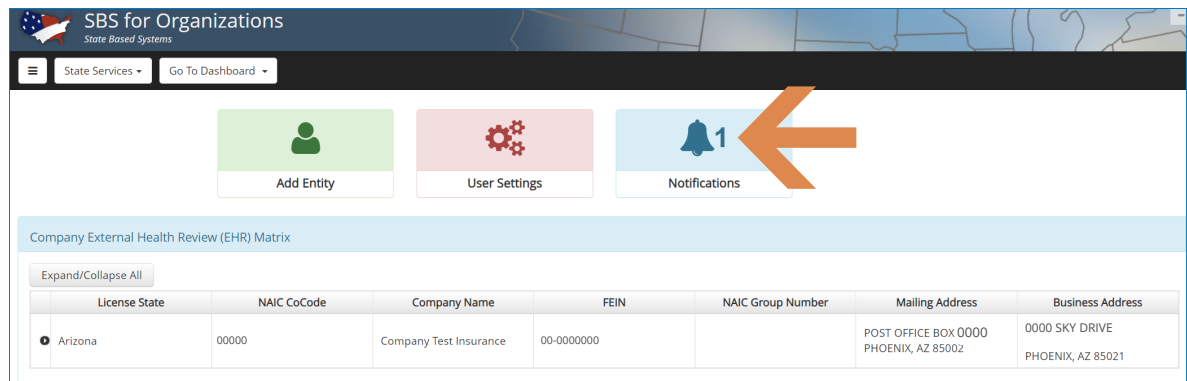 SBS for Organizations
State Based Systems
State Services
Go To Dashboard
1
Add Entity
User Settings
Notifications
Company External Health Review (EHR) Matrix
Expand/Collapse All
License State NAIC CoCode Company Name FEIN NAIC Group Number Mailing Address Business Address
Arizona 00000 Company Test Insurance 00-0000000 POST OFFICE BOX 0000 0000 SKY DRIVE
PHOENIX, AZ 85002 PHOENIX, AZ 85021